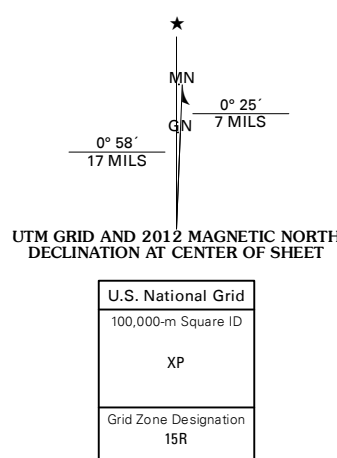 ★
MN
0° 25´
7 MILS
GN
0° 58´
17 MILS
UTM GRID AND 2012 MAGNETIC NORTH
DECLINATION AT CENTER OF SHEET
U.S. National Grid
100,000-m Square ID
XP
Grid Zone Designation
15R